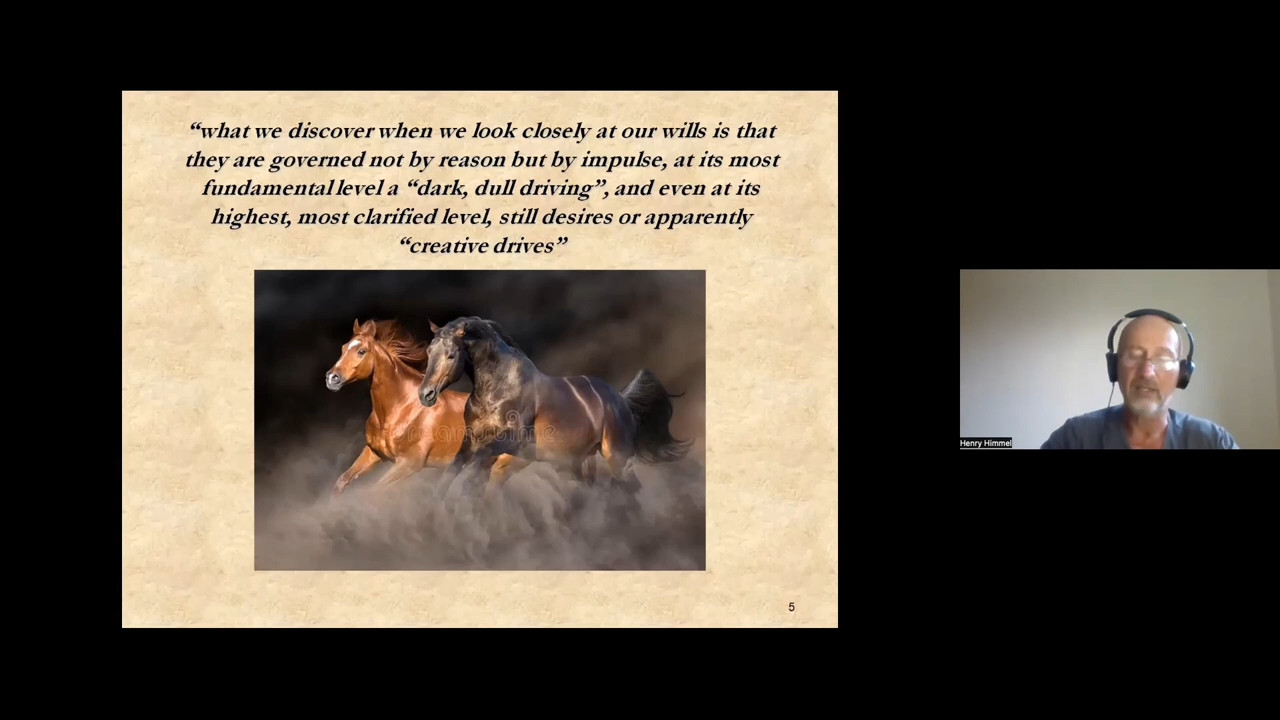 “what we discover when we look closely at our wills is that
they are governed not by reason but by impulse, at its most
fundamental level a “dark, dull driving”, and even at its
highest, most clarified level, still desires or apparently
“creative drives”
dreamstime
5
Henry Himmel